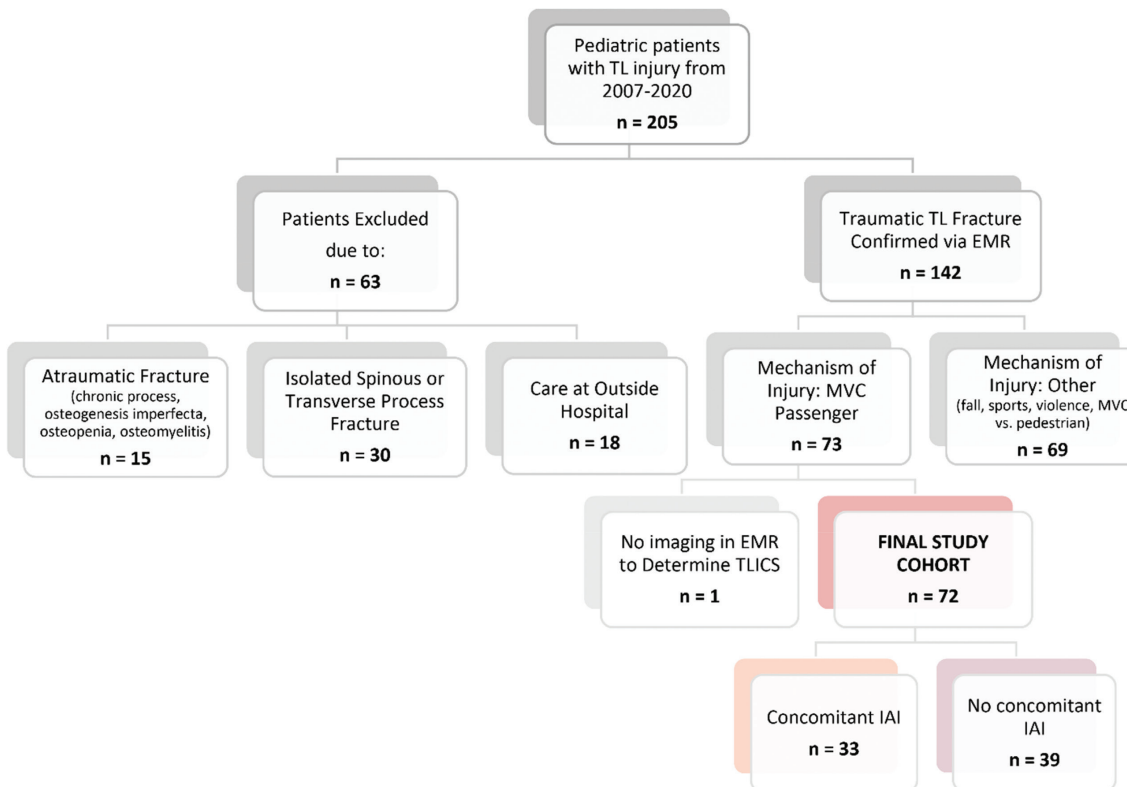 Pediatric patients
with TL injury from
2007-2020
n = 205
Patients Excluded
due to:
n = 63
Traumatic TL Fracture
Confirmed via EMR
n = 142
Atraumatic Fracture
(chronic process,
osteogenesis imperfecta,
osteopenia, osteomyelitis)
n = 15
Isolated Spinous or
Transverse Process
Fracture
n = 30
Care at Outside
Hospital
n = 18
Mechanism of
Injury: MVC
Passenger
n = 73
Mechanism of
Injury: Other
(fall, sports, violence, MVC
vs. pedestrian)
n = 69
No imaging in EMR
to Determine TLICS
n = 1
FINAL STUDY
COHORT
n = 72
Concomitant IAI
n = 33
No concomitant
IAI
n = 39